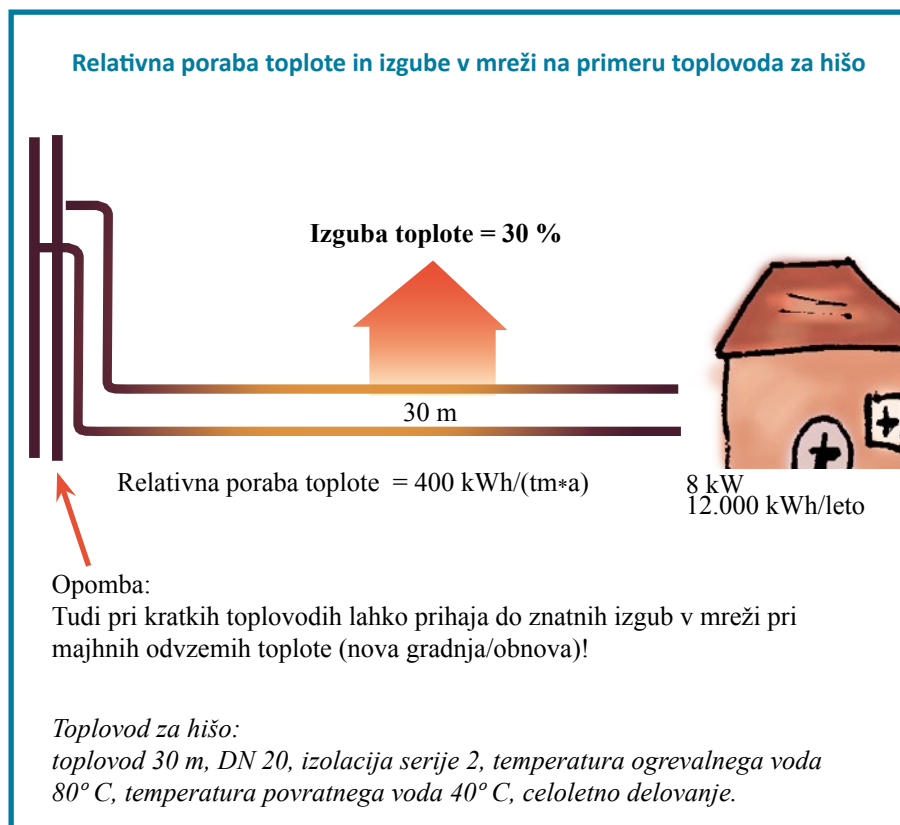 Relativna poraba toplote in izgube v mreži na primeru toplovoda za hišo
Izguba toplote = 30 %
30 m
Relativna poraba toplote = 400 kWh/(tm*a)
8 kW
12.000 kWh/leto
Opomba:
Tudi pri kratkih toplovodih lahko prihaja do znatnih izgub v mreži pri
majhnih odvzemih toplote (nova gradnja/obnova)!
Toplovod za hišo:
toplovod 30 m, DN 20, izolacija serije 2, temperatura ogrevalnega voda
80º C, temperatura povratnega voda 40º C, celoletno delovanje.